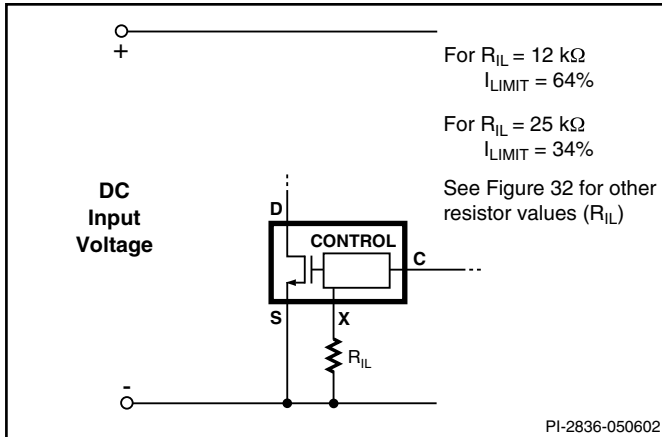 +
For R_IL = 12 kΩ
I_LIMIT = 64%
For R_IL = 25 kΩ
I_LIMIT = 34%
See Figure 32 for other
resistor values (R_IL)
DC
Input
Voltage
D
CONTROL
C
S
X
R_IL
-
PI-2836-050602